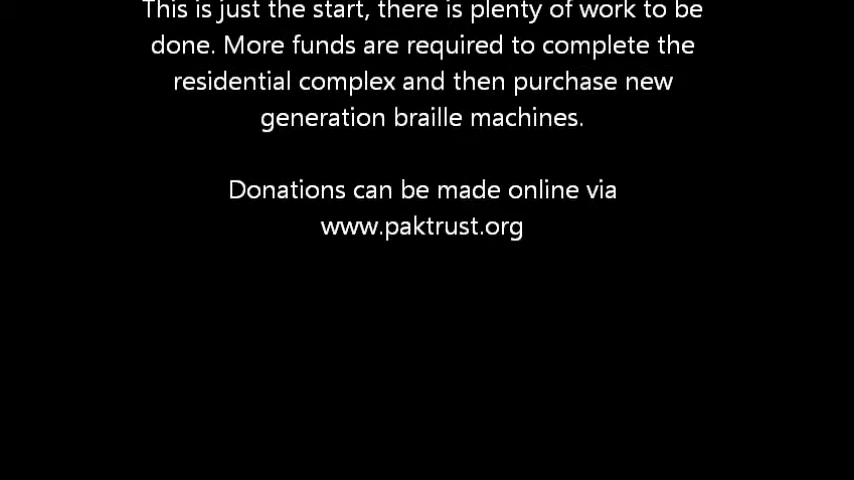 This is just the start, there is plenty of work to be
done. More funds are required to complete the
residential complex and then purchase new
generation braille machines.
Donations can be made online via
www.paktrust.org